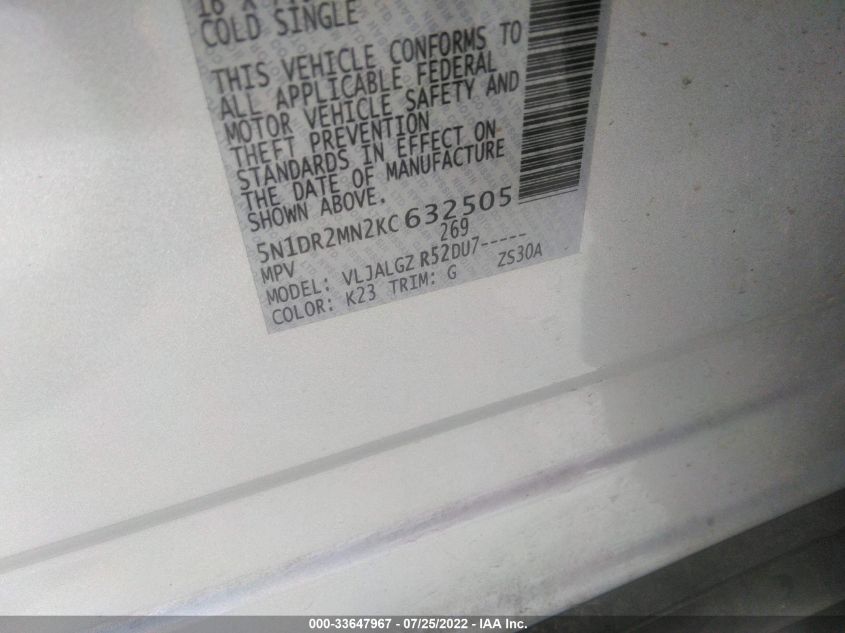 COLD SINGLE
THIS VEHICLE CONFORMS TO
ALL APPLICABLE FEDERAL
MOTOR VEHICLE SAFETY AND
THEFT PREVENTION
STANDARDS IN EFFECT ON
THE DATE OF MANUFACTURE
SHOWN ABOVE.
5N1DR2MN2KC632505
MPV 269
MODEL: VLJALGZ R52DU7-----
COLOR: K23 TRIM: G ZS30A
000-33647967 - 07/25/2022 - IAA Inc.